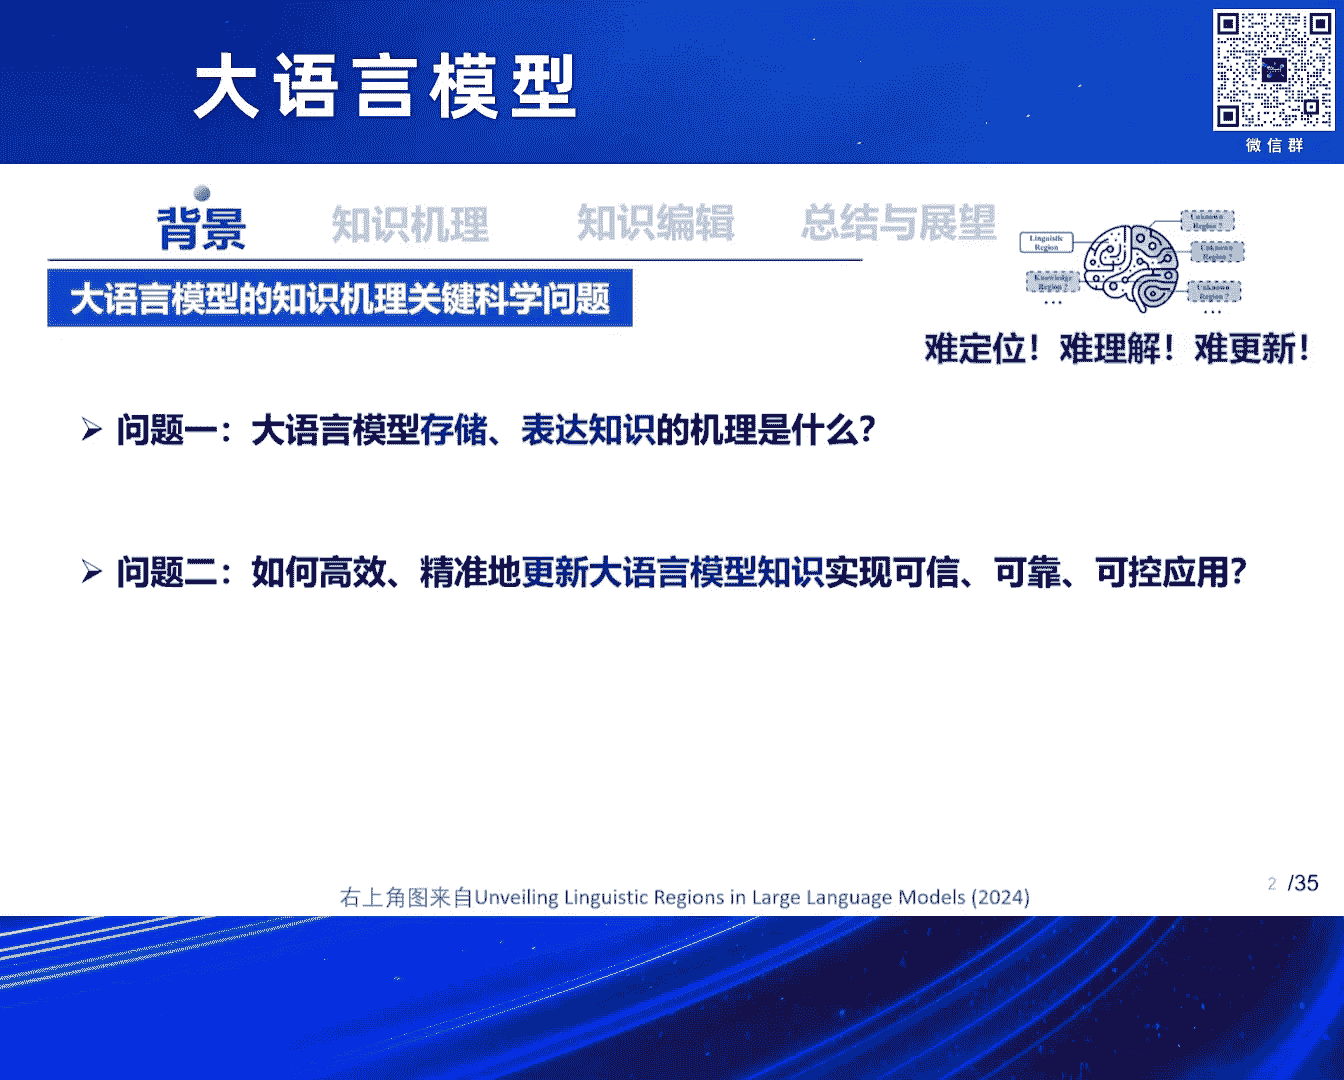 大语言模型
微信群
背景 知识机理 知识编辑 总结与展望
大语言模型的知识机理关键科学问题
Unknown
Region ?
Linguistic
Region
Unknown
Region ?
Knowledge
Region ?
Unknown
Region ?
难定位！难理解！难更新！
➢ 问题一：大语言模型存储、表达知识的机理是什么？
➢ 问题二：如何高效、精准地更新大语言模型知识实现可信、可靠、可控应用？
2 /35
右上角图来自Unveiling Linguistic Regions in Large Language Models (2024)